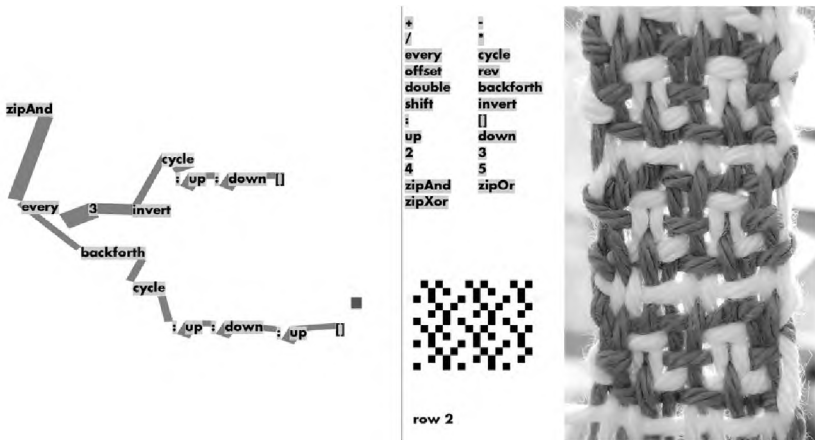 zipAnd
cycle
: up : down []
every 3 invert
backforth
cycle
: up : down : up []
+ -
/ *
every cycle
offset rev
double backforth
shift invert
: []
up down
2 3
4 5
zipAnd zipOr
zipXor
row 2